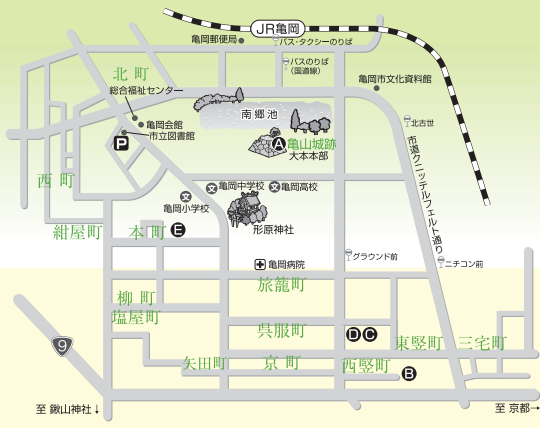 JR亀岡
亀岡郵便局
バス・タクシーのりば
バスのりば
(国道線)
北町
総合福祉センター
亀岡市文化資料館
南郷池
亀岡会館
市立図書館
P
北古世
A
亀山城跡
大本本部
市道クニッテルフェルト通り
西町
文
亀岡中学校
文
亀岡高校
文
亀岡小学校
紺屋町
本町
E
形原神社
亀岡病院
グラウンド前
ニチコン前
旅籠町
柳町
塩屋町
呉服町
D
C
9
東竪町
三宅町
矢田町
京町
西竪町
B
至 鍬山神社↓
至 京都→